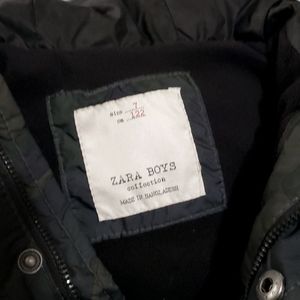 size 7
cm 122
ZARA BOYS
collection
MADE IN BANGLADESH